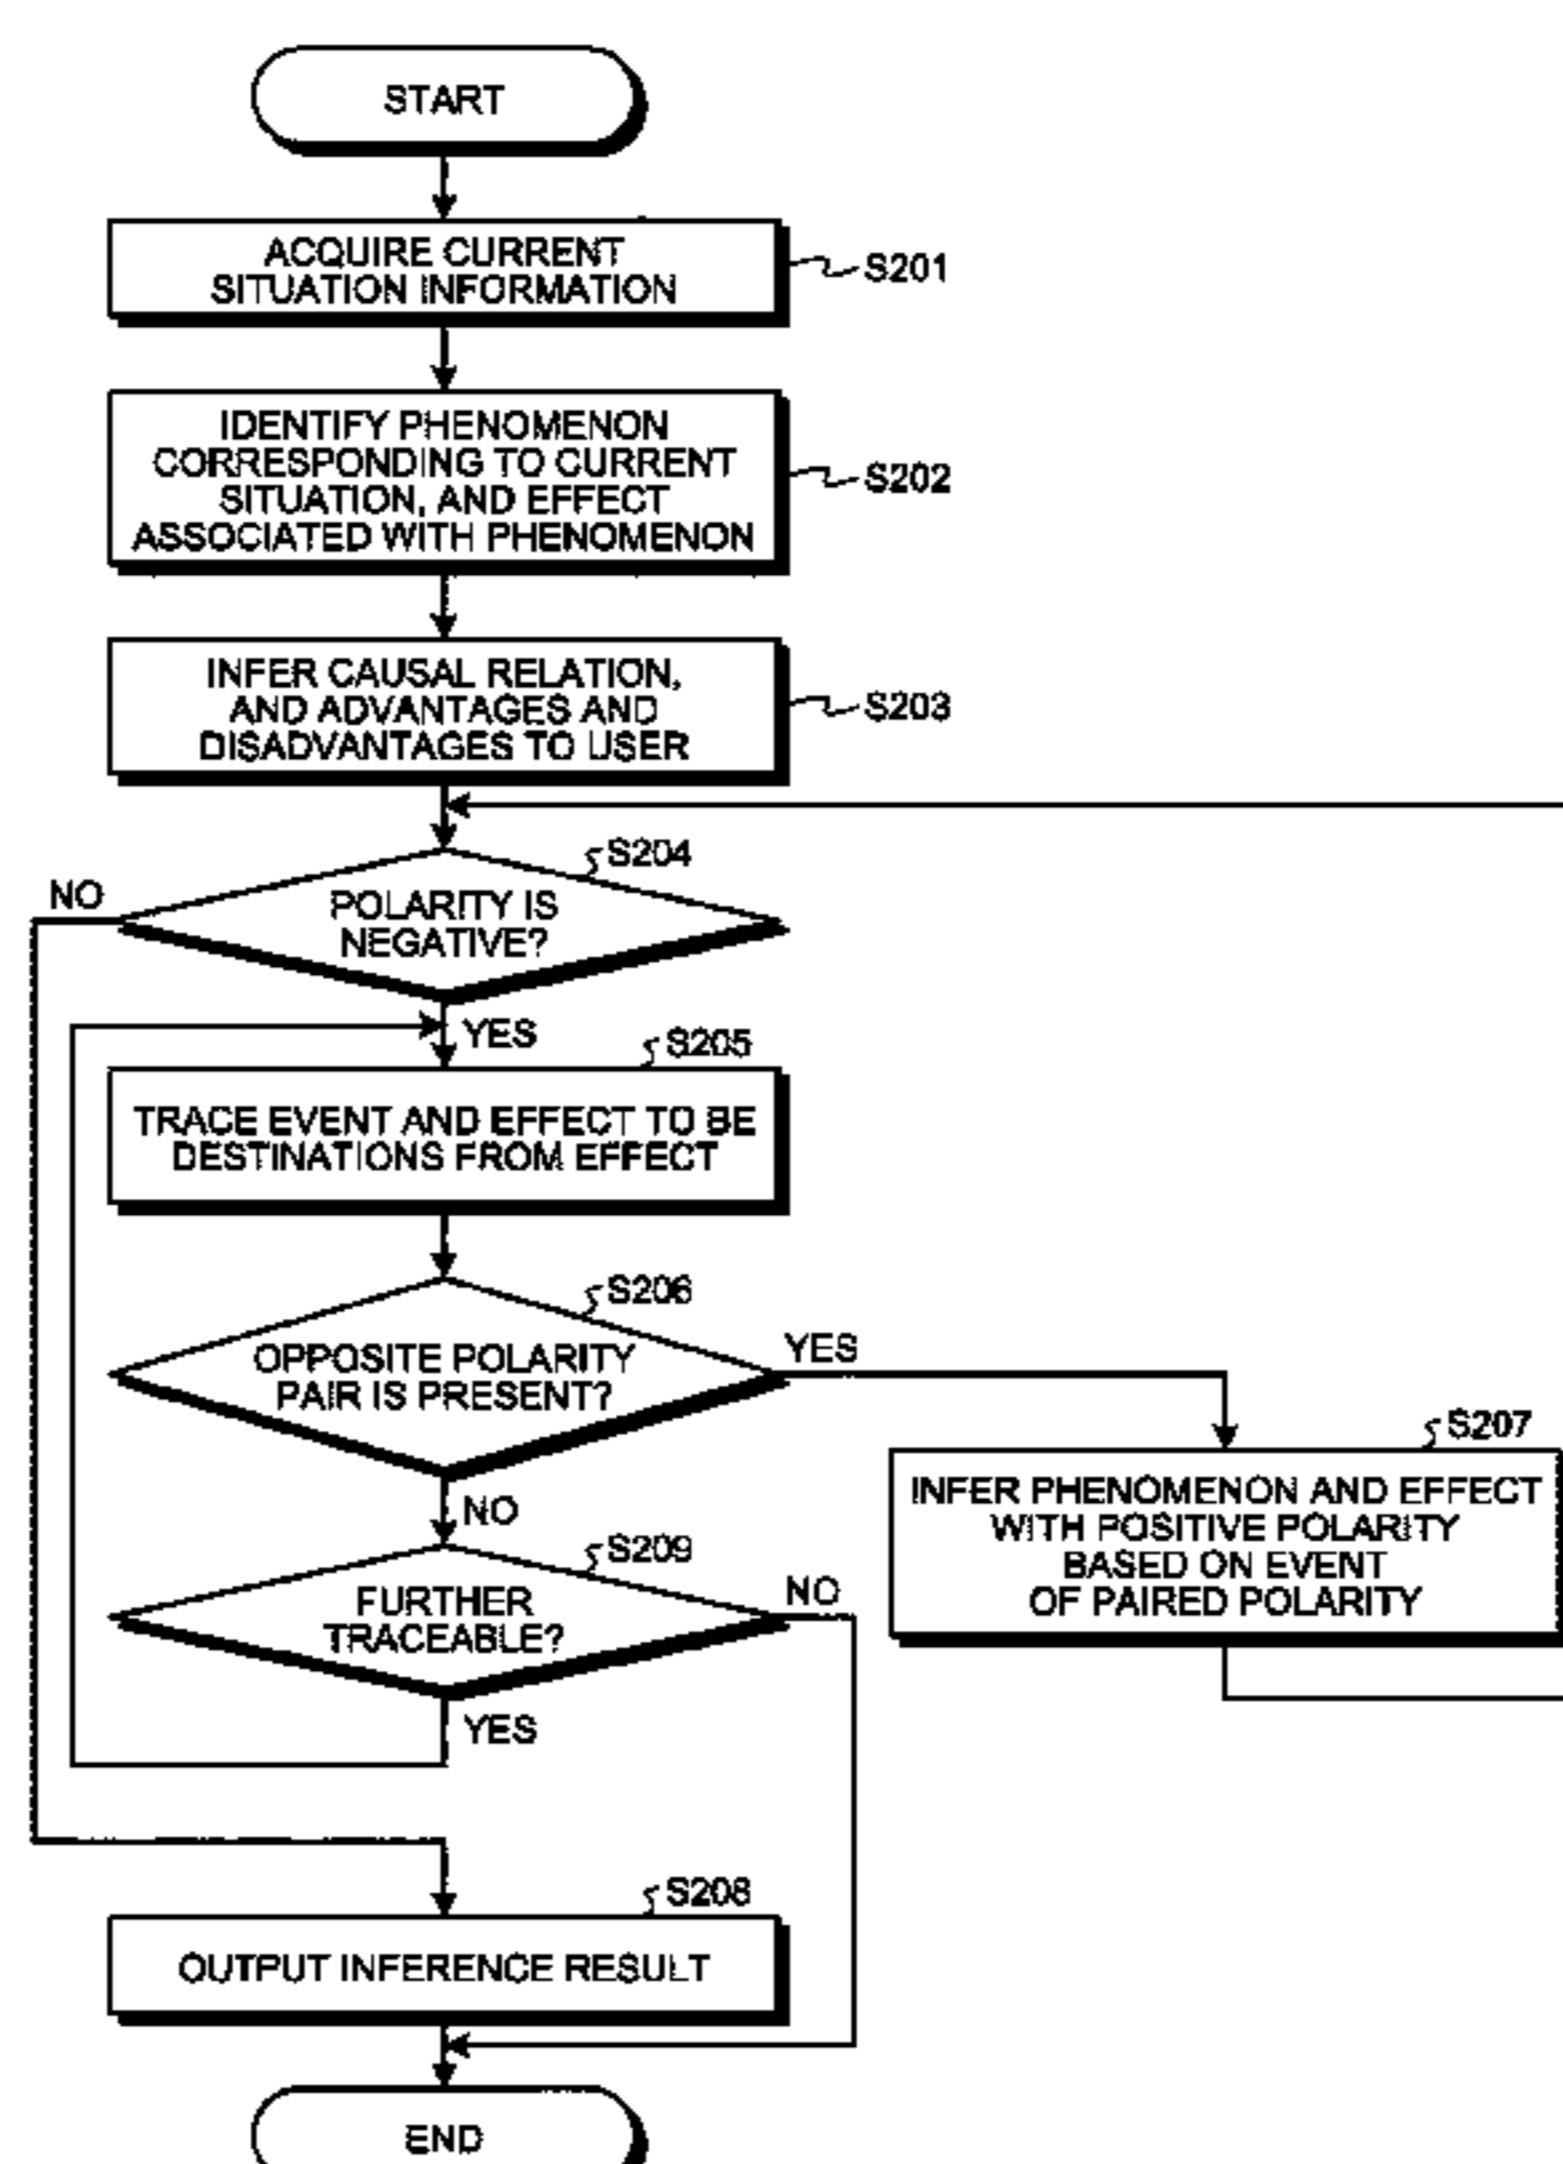 START
ACQUIRE CURRENT
SITUATION INFORMATION
S201
IDENTIFY PHENOMENON
CORRESPONDING TO CURRENT
SITUATION, AND EFFECT
ASSOCIATED WITH PHENOMENON
S202
INFER CAUSAL RELATION,
AND ADVANTAGES AND
DISADVANTAGES TO USER
S203
S204
NO
POLARITY IS
NEGATIVE?
YES
S205
TRACE EVENT AND EFFECT TO BE
DESTINATIONS FROM EFFECT
S206
OPPOSITE POLARITY
PAIR IS PRESENT?
YES
S207
INFER PHENOMENON AND EFFECT
WITH POSITIVE POLARITY
BASED ON EVENT
OF PAIRED POLARITY
NO
S209
FURTHER
TRACEABLE?
NO
YES
S208
OUTPUT INFERENCE RESULT
END